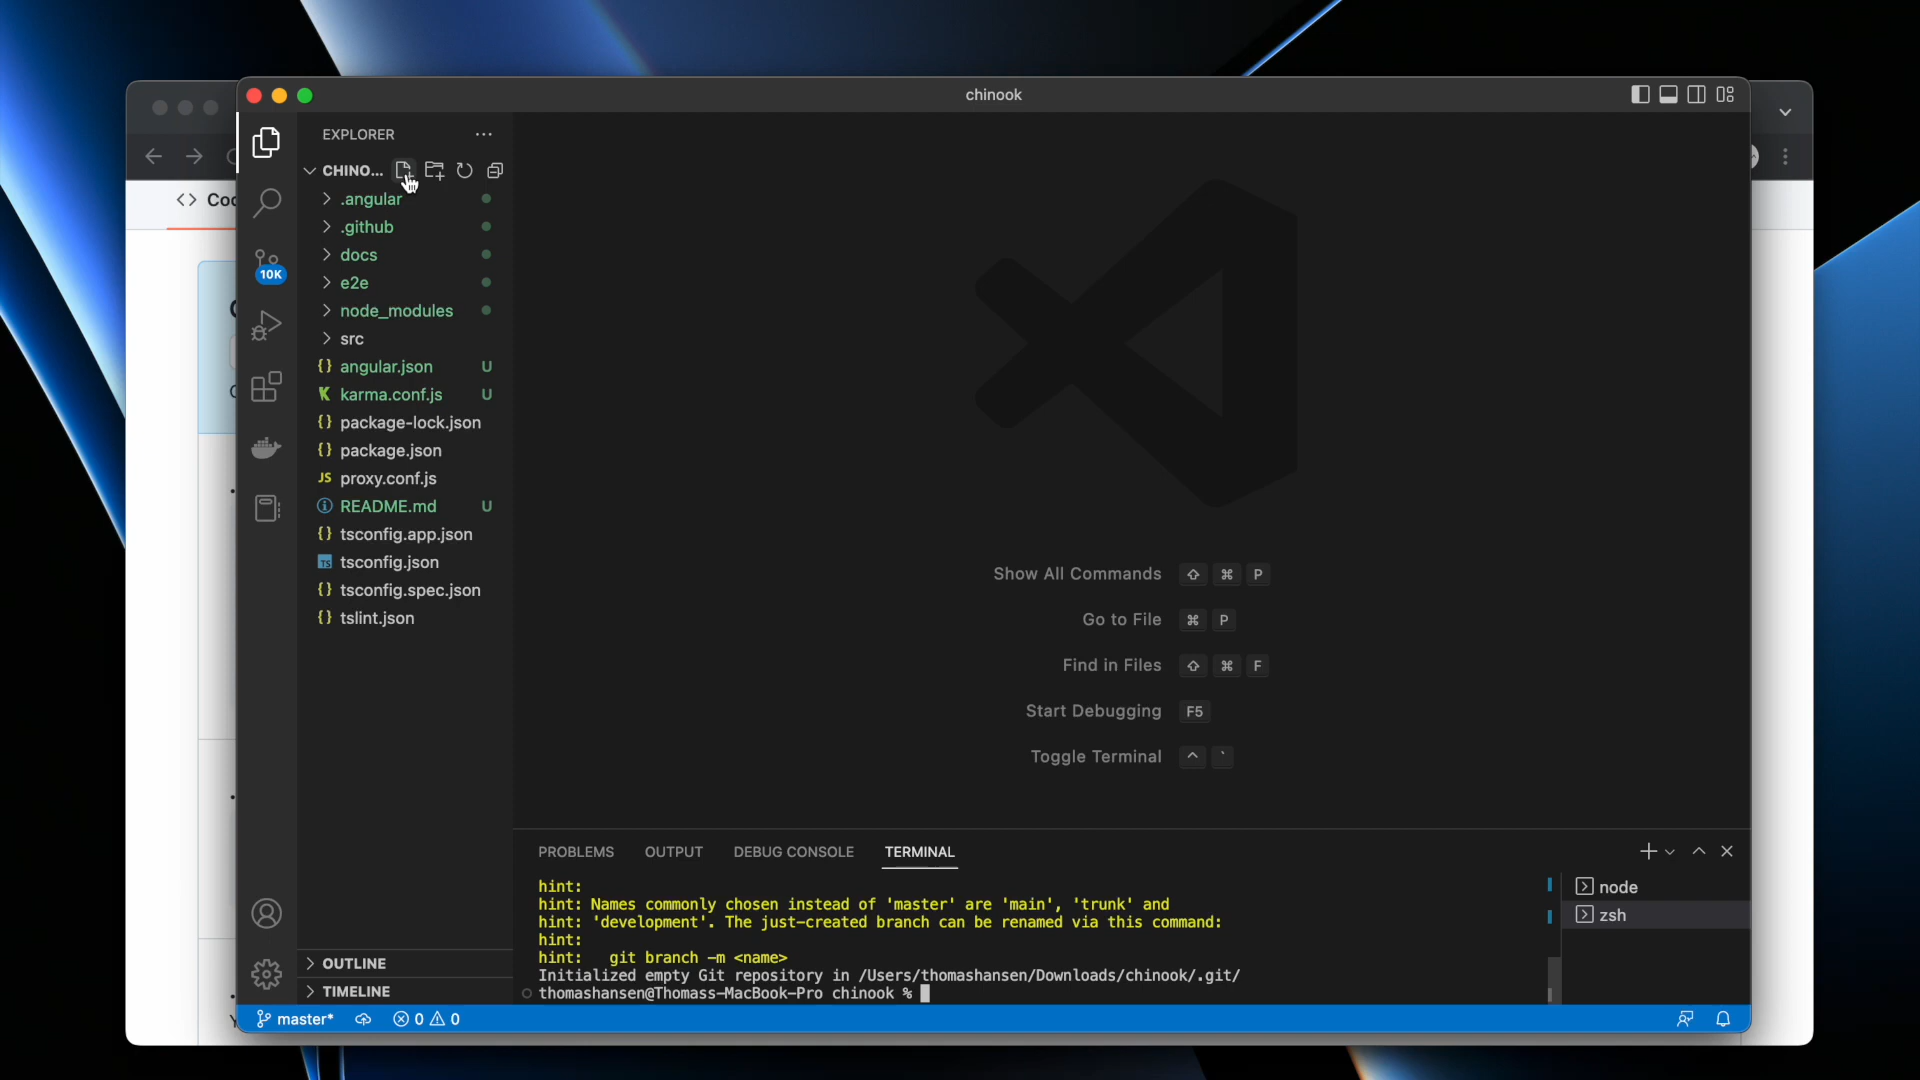 chinook
<> Coc
EXPLORER
CHINO...
.angular
.github
docs
e2e
10K
node_modules
src
angular.json U
karma.conf.js U
package-lock.json
package.json
JS proxy.conf.js
README.md U
tsconfig.app.json
TS tsconfig.json
tsconfig.spec.json
tslint.json
OUTLINE
TIMELINE
Show All Commands ⇧ ⌘ P
Go to File ⌘ P
Find in Files ⇧ ⌘ F
Start Debugging F5
Toggle Terminal ^ `
PROBLEMS OUTPUT DEBUG CONSOLE TERMINAL
hint:
hint: Names commonly chosen instead of 'master' are 'main', 'trunk' and
hint: 'development'. The just-created branch can be renamed via this command:
hint:
hint:   git branch -m <name>
Initialized empty Git repository in /Users/thomashansen/Downloads/chinook/.git/
thomashansen@Thomass-MacBook-Pro chinook %
node
zsh
master* 0 0